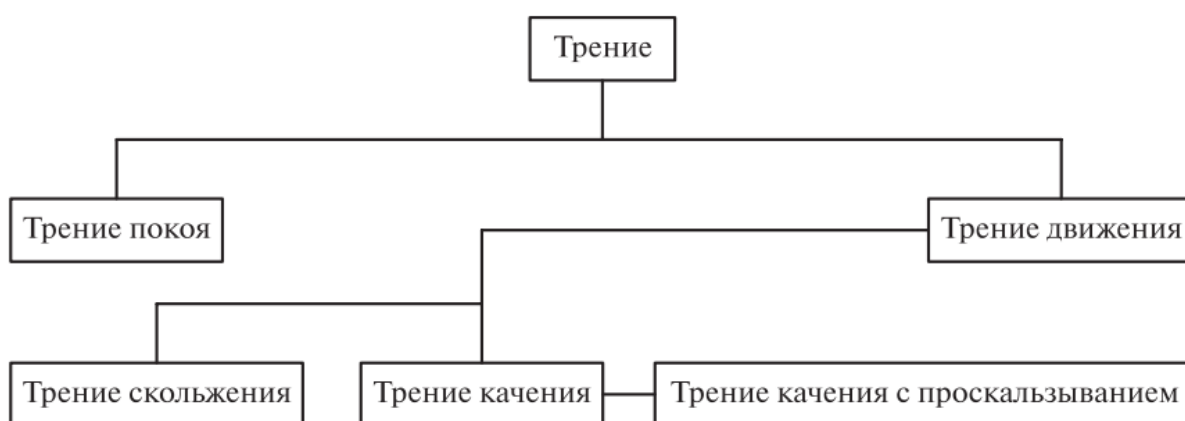 Трение
Трение покоя
Трение движения
Трение скольжения
Трение качения
Трение качения с проскальзыванием